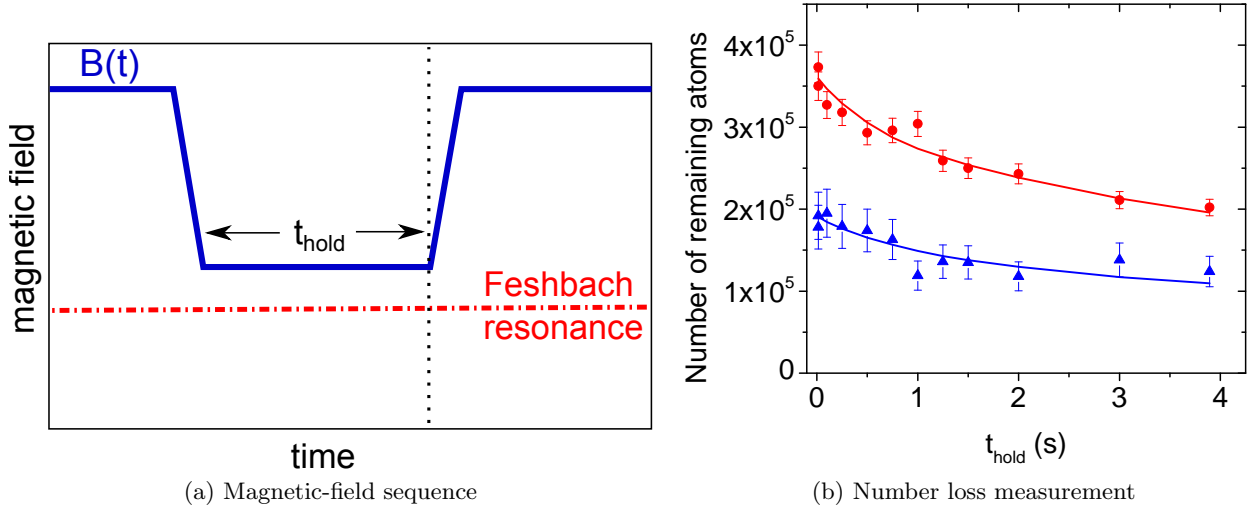 B(t)
t_hold
Feshbach
resonance
magnetic field
time
(a) Magnetic-field sequence
4x10^5
3x10^5
2x10^5
1x10^5
0
Number of remaining atoms
0 1 2 3 4
t_hold (s)
(b) Number loss measurement